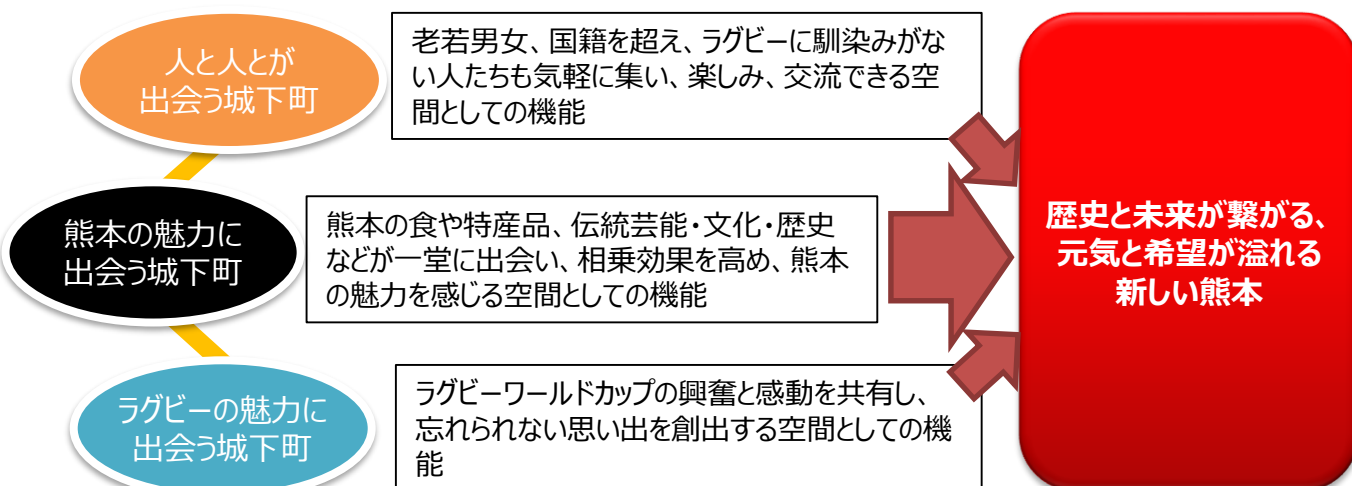 人と人とが
出会う城下町
老若男女、国籍を超え、ラグビーに馴染みがな
い人たちも気軽に集い、楽しみ、交流できる空
間としての機能
熊本の魅力に
出会う城下町
熊本の食や特産品、伝統芸能・文化・歴史
などが一堂に出会い、相乗効果を高め、熊本
の魅力を感じる空間としての機能
ラグビーの魅力に
出会う城下町
ラグビーワールドカップの興奮と感動を共有し、
忘れられない思い出を創出する空間としての機
能
歴史と未来が繋がる、
元気と希望が溢れる
新しい熊本